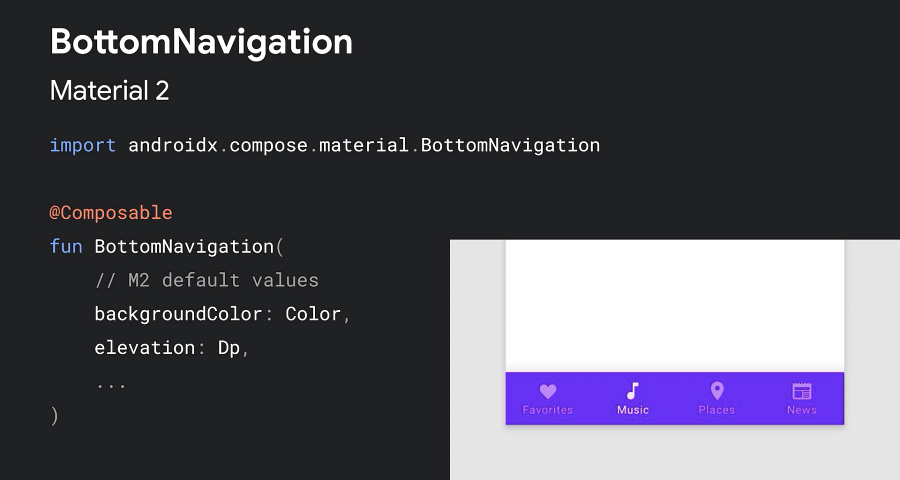 BottomNavigation
Material 2
import androidx.compose.material.BottomNavigation
@Composable
fun BottomNavigation(
    // M2 default values
    backgroundColor: Color,
    elevation: Dp,
    ...
)
Favorites Music Places News